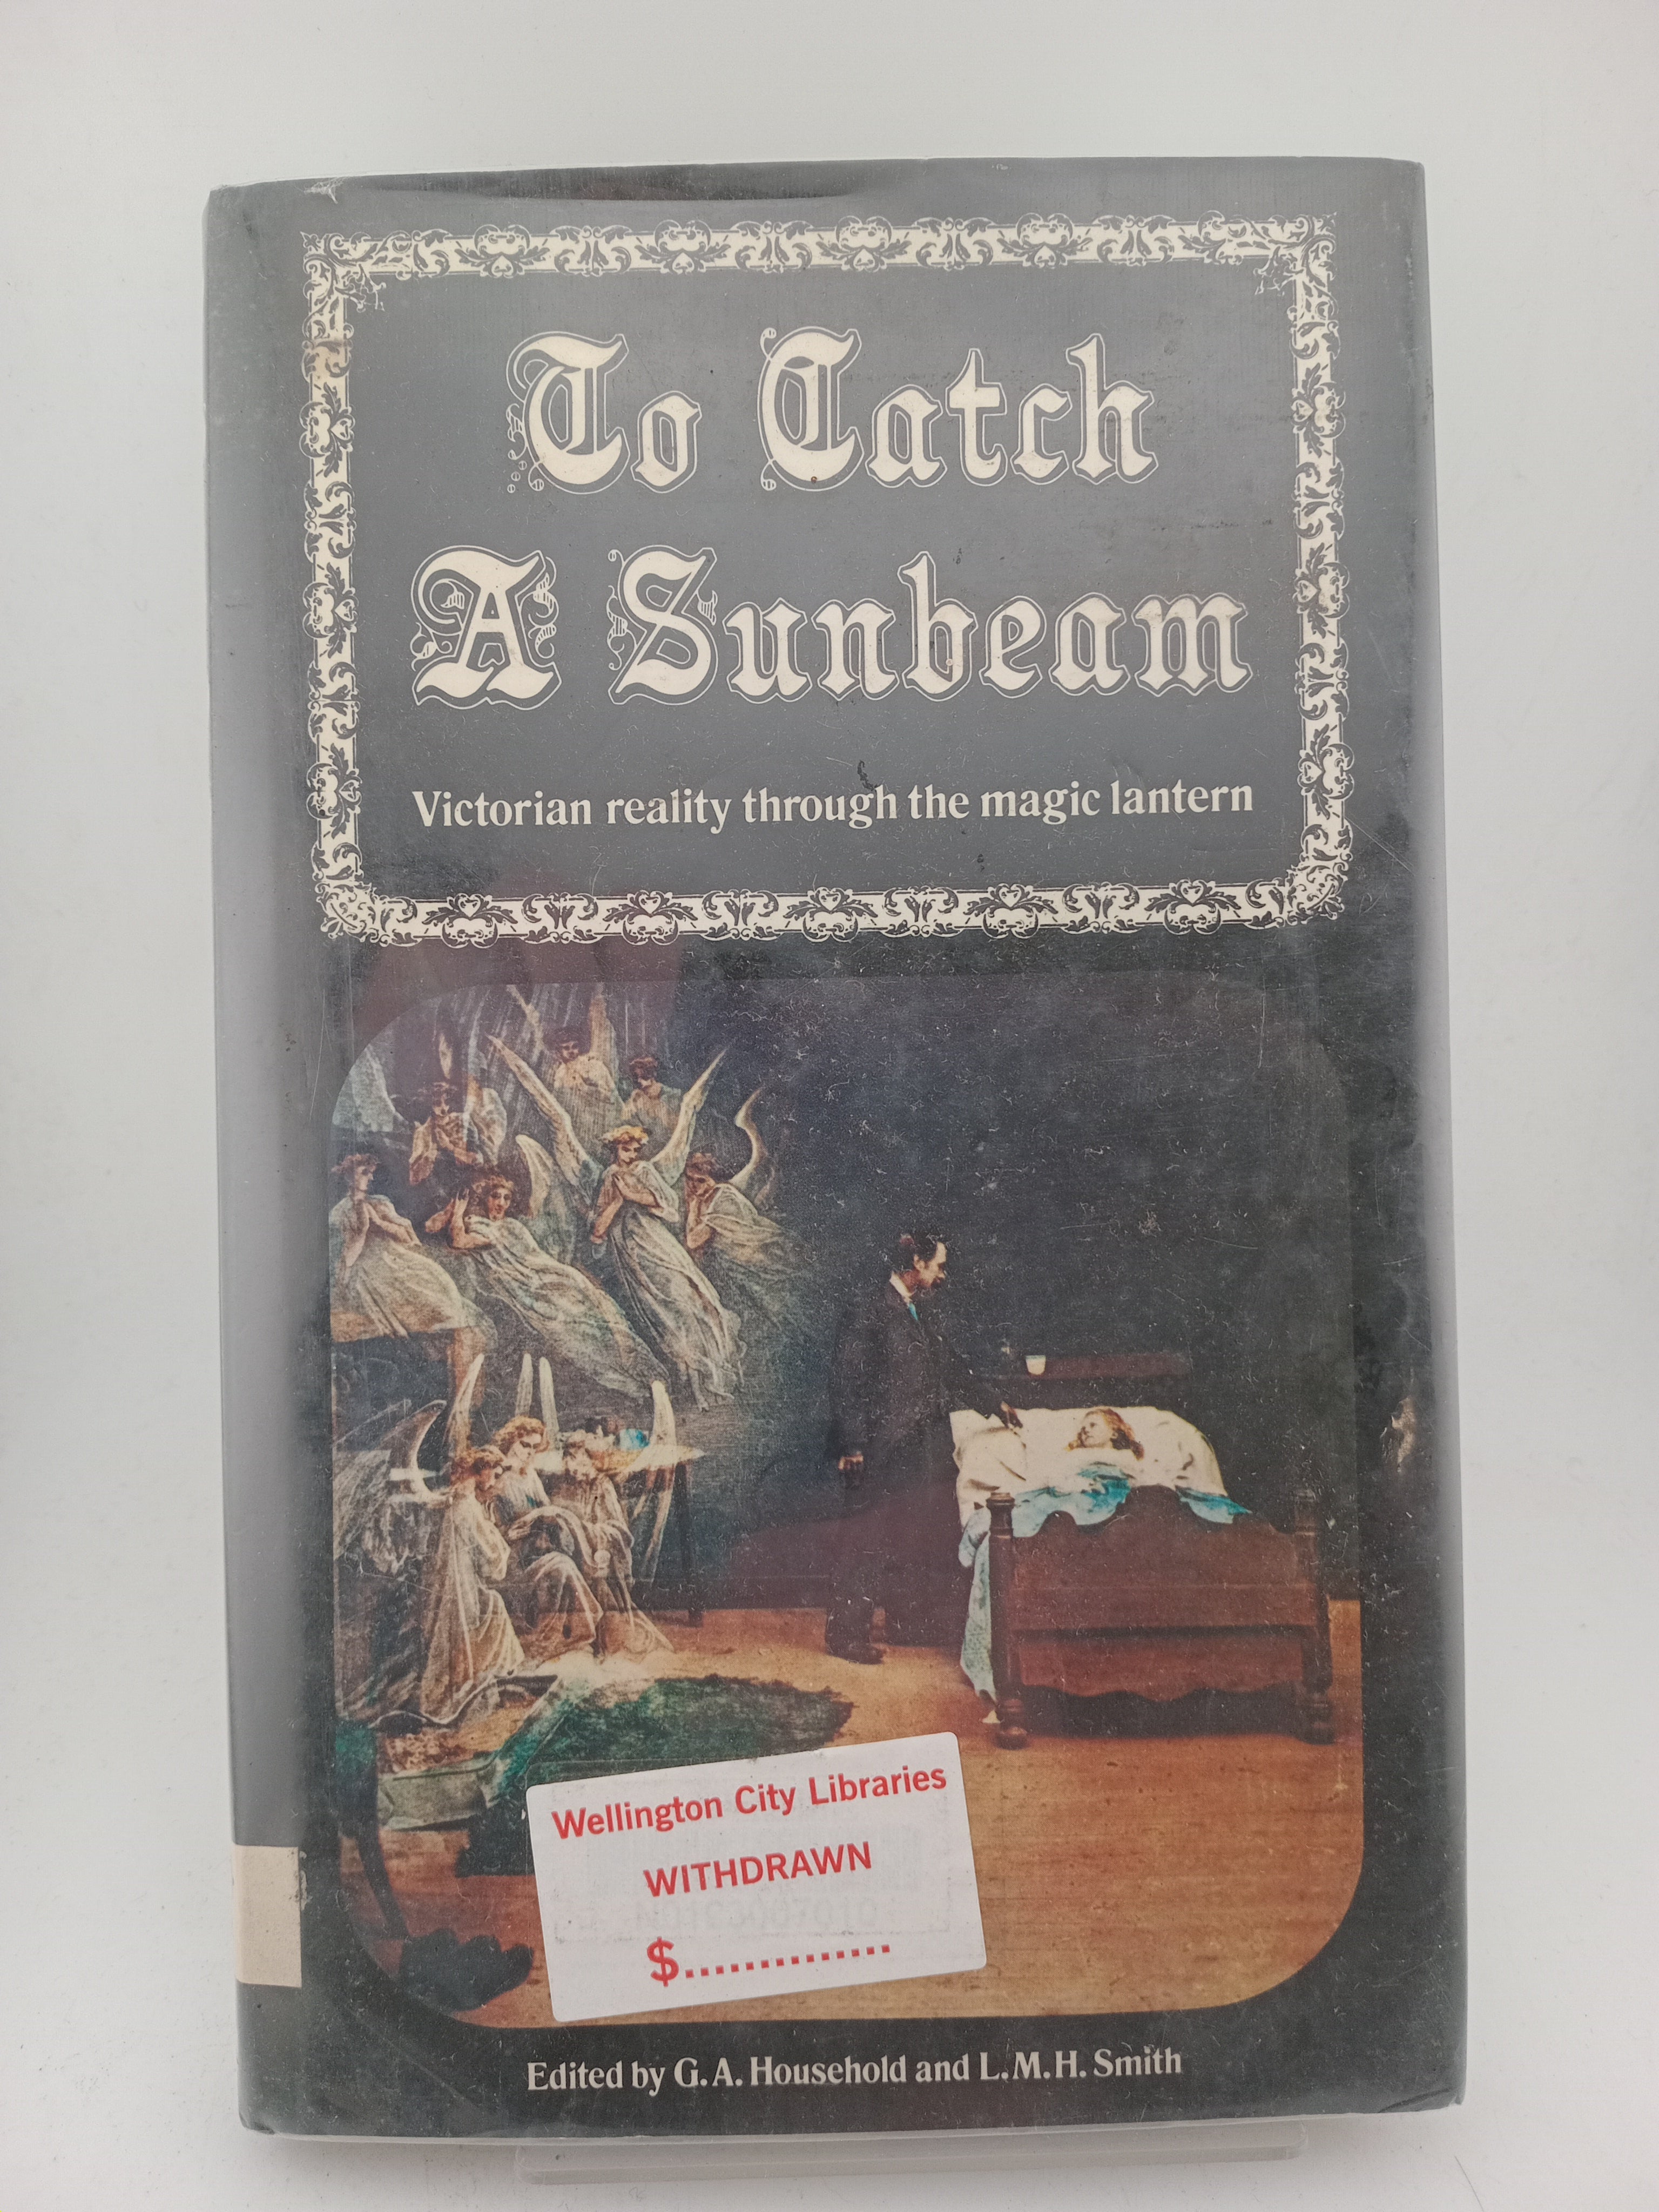 To Catch
A Sunbeam
Victorian reality through the magic lantern
Wellington City Libraries
WITHDRAWN
$..............
Edited by G.A. Household and L.M.H. Smith